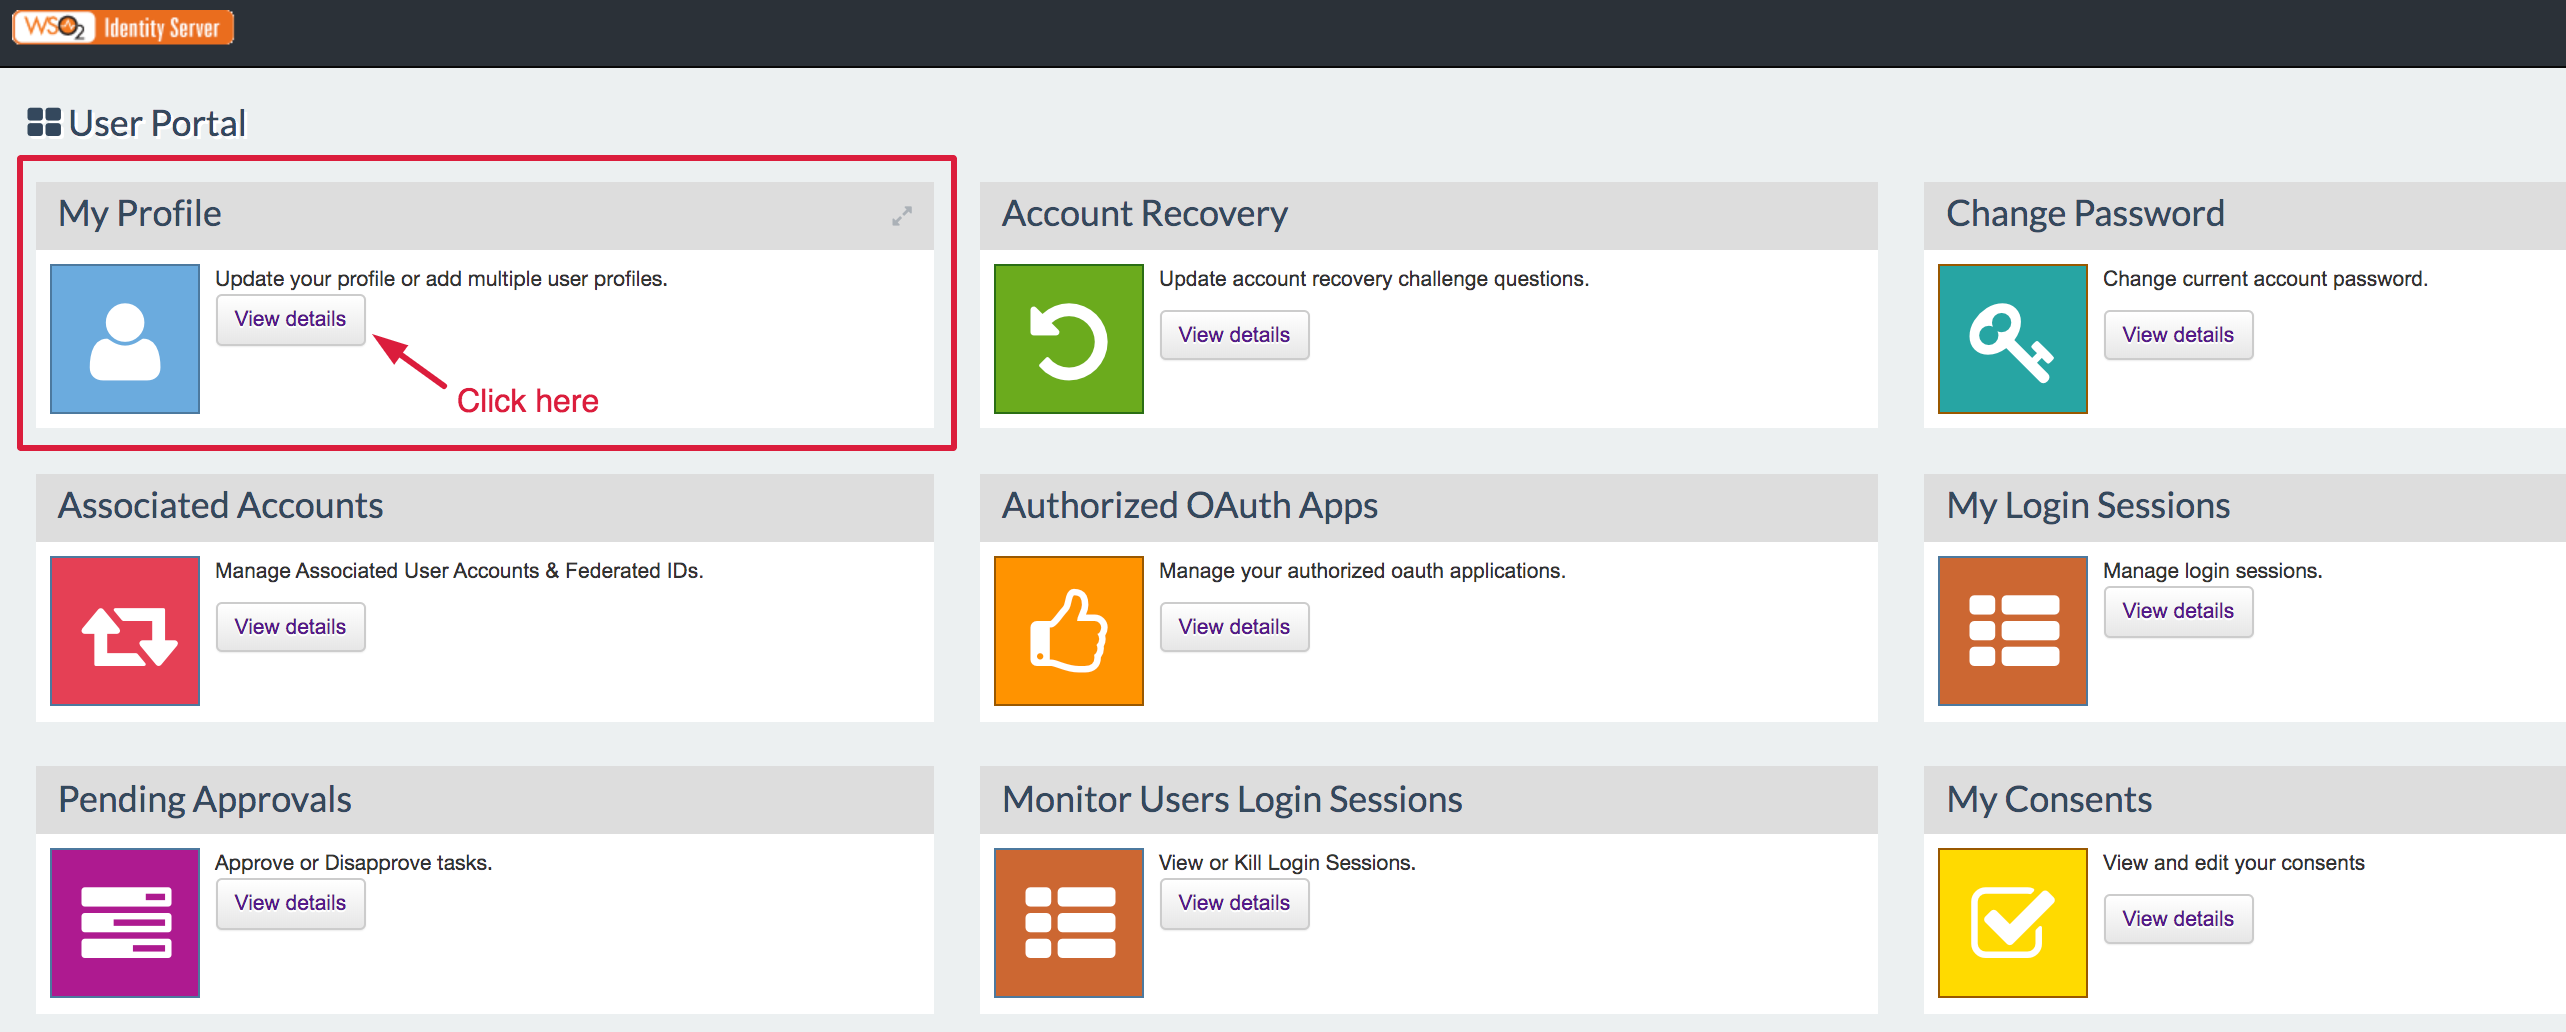 WSO2 Identity Server
User Portal
My Profile
Update your profile or add multiple user profiles.
View details
Click here
Account Recovery
Update account recovery challenge questions.
View details
Change Password
Change current account password.
View details
Associated Accounts
Manage Associated User Accounts & Federated IDs.
View details
Authorized OAuth Apps
Manage your authorized oauth applications.
View details
My Login Sessions
Manage login sessions.
View details
Pending Approvals
Approve or Disapprove tasks.
View details
Monitor Users Login Sessions
View or Kill Login Sessions.
View details
My Consents
View and edit your consents
View details